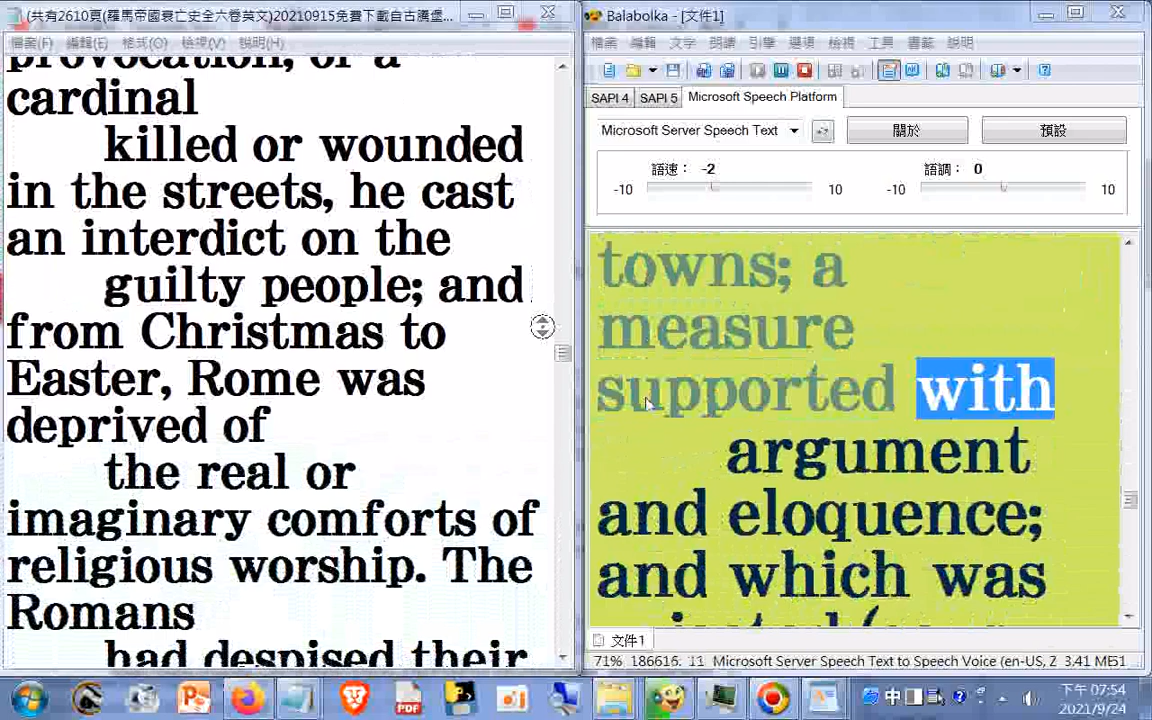 (共有2610頁(羅馬帝國衰亡史全六卷英文)20210915免費下載自古騰堡...
檔案(F) 編輯(E) 格式(O) 檢視(V) 說明(H)
provocation, or a
cardinal
killed or wounded
in the streets, he cast
an interdict on the
guilty people; and
from Christmas to
Easter, Rome was
deprived of
the real or
imaginary comforts of
religious worship. The
Romans
had despised their
Balabolka - [文件1]
檔案 編輯 文字 朗讀 引擎 選項 檢視 工具 書籤 說明
SAPI 4 SAPI 5 Microsoft Speech Platform
Microsoft Server Speech Text 關於 預設
語速： -2 語調： 0
-10 10 -10 10
towns; a
measure
supported with
argument
and eloquence;
and which was
文件1
71% 186616. 11 Microsoft Server Speech Text to Speech Voice (en-US, Z 3.41 ME51
中
下午 07:54
2021/9/24